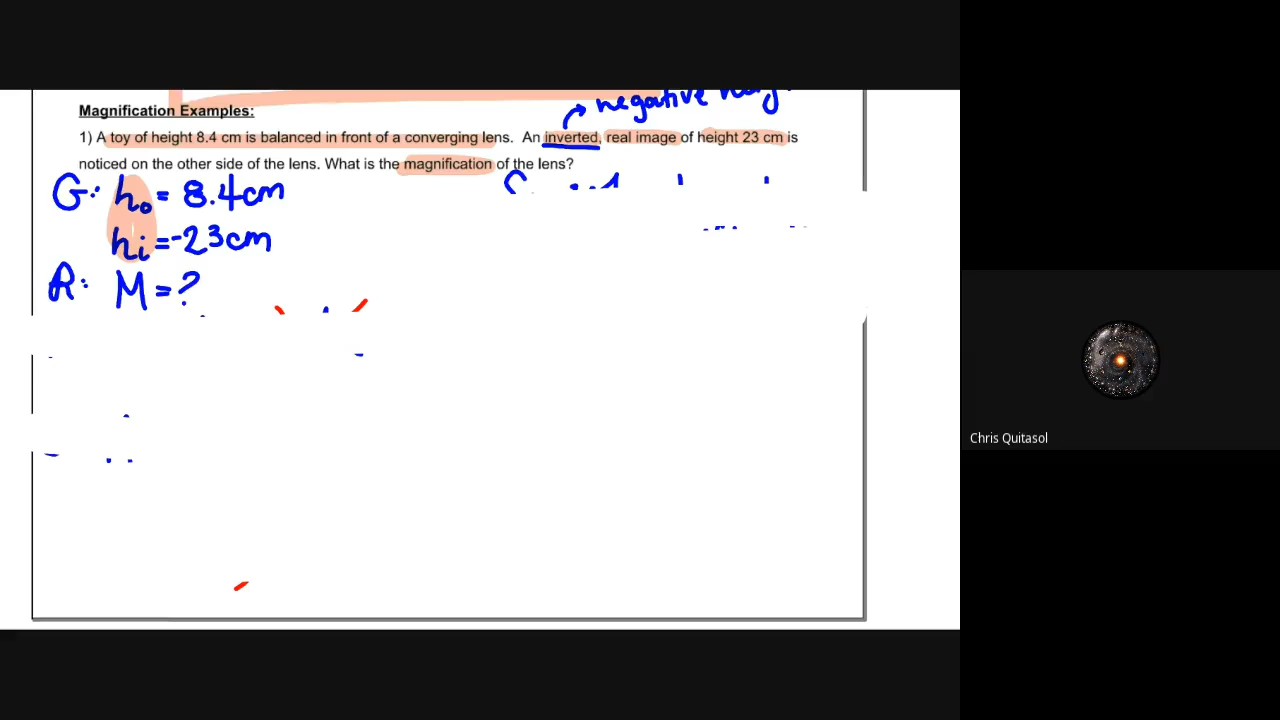 negative
Magnification Examples:
1) A toy of height 8.4 cm is balanced in front of a converging lens. An inverted, real image of height 23 cm is
noticed on the other side of the lens. What is the magnification of the lens?
G: ho = 8.4cm
hi = -23cm
R: M = ?
Chris Quitasol